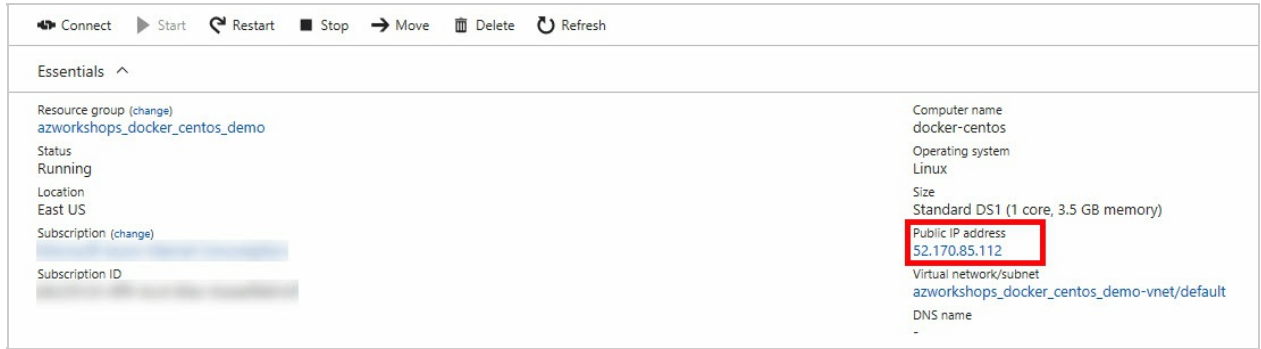 Connect Start Restart Stop Move Delete Refresh
Essentials
Resource group (change)
azworkshops_docker_centos_demo
Status
Running
Location
East US
Subscription (change)
Subscription ID
Computer name
docker-centos
Operating system
Linux
Size
Standard DS1 (1 core, 3.5 GB memory)
Public IP address
52.170.85.112
Virtual network/subnet
azworkshops_docker_centos_demo-vnet/default
DNS name
-